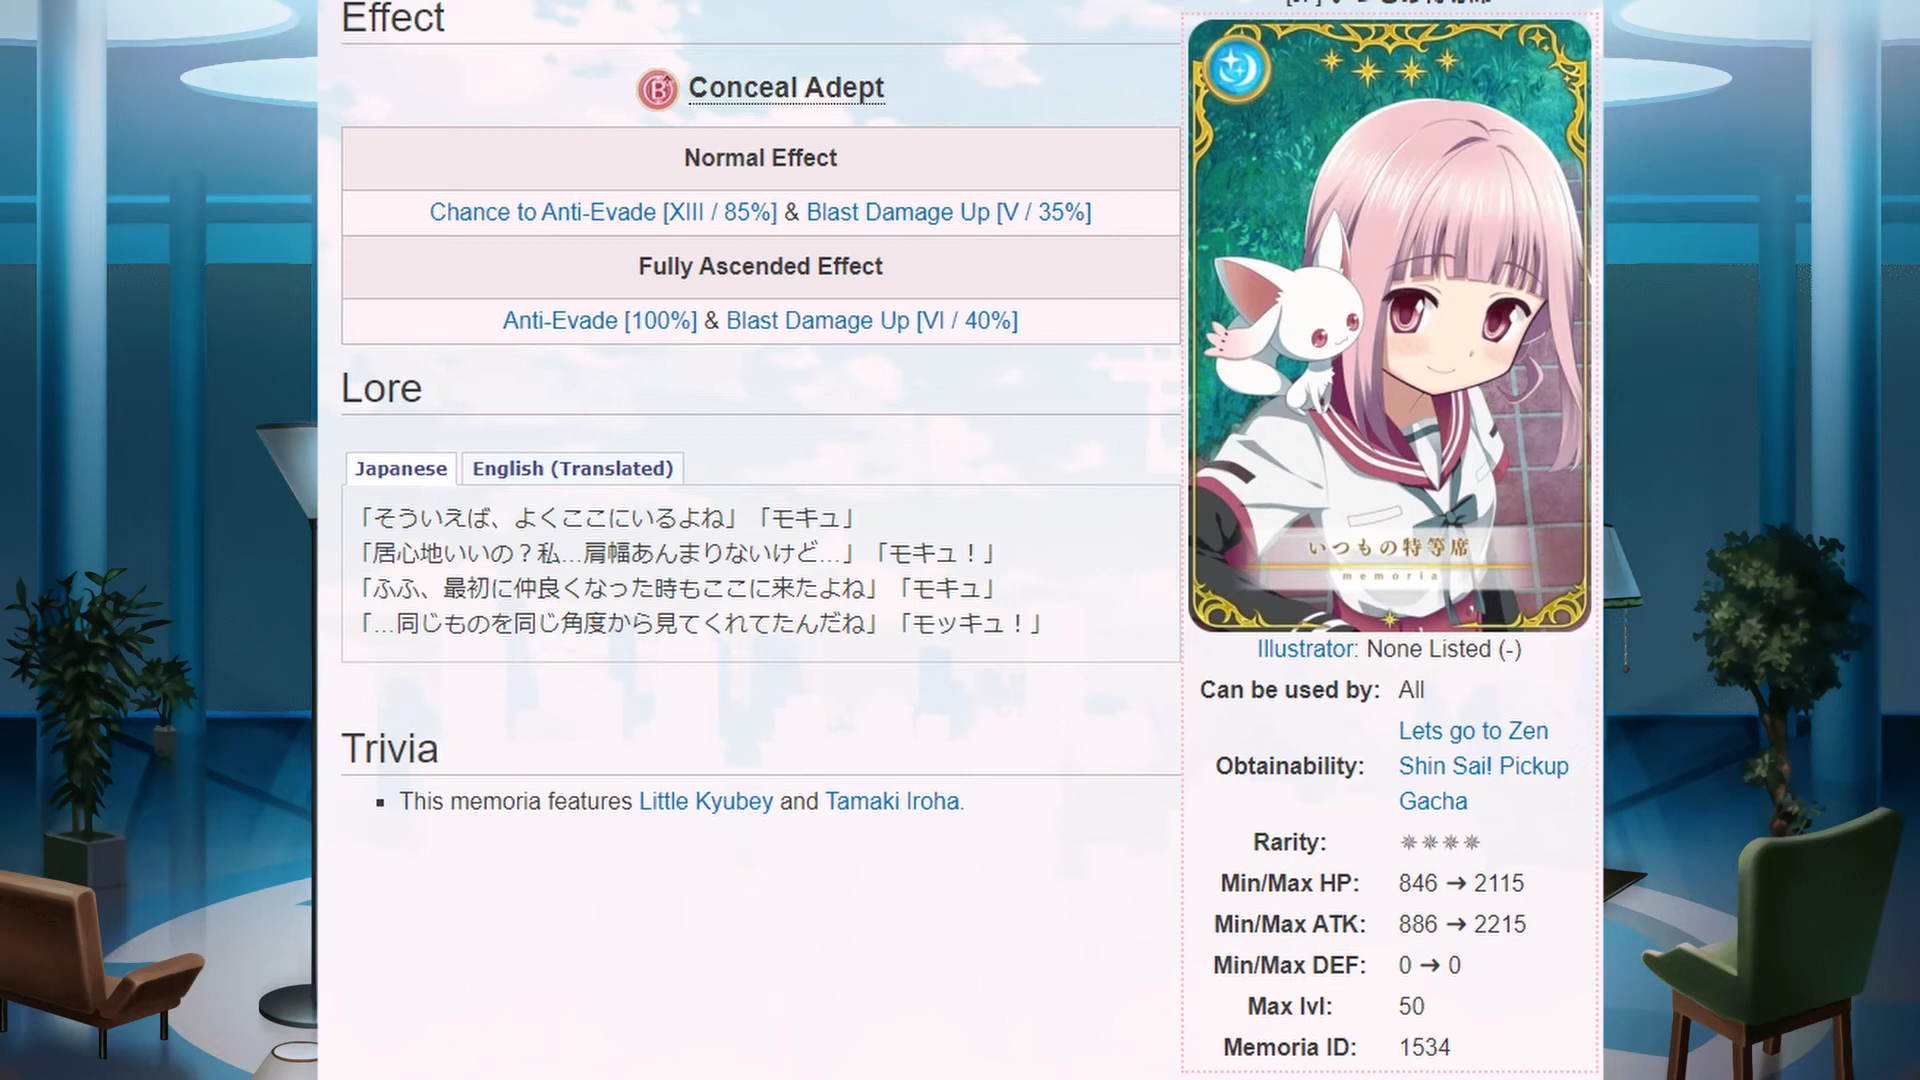 Effect
Conceal Adept
Normal Effect
Chance to Anti-Evade [XIII / 85%] & Blast Damage Up [V / 35%]
Fully Ascended Effect
Anti-Evade [100%] & Blast Damage Up [VI / 40%]
Lore
Japanese
English (Translated)
「そういえば、よくここにいるよね」「モキュ」
「居心地いいの？私…肩幅あんまりないけど…」「モキュ！」
「ふふ、最初に仲良くなった時もここに来たよね」「モキュ」
「…同じものを同じ角度から見てくれてたんだね」「モッキュ！」
Trivia
This memoria features Little Kyubey and Tamaki Iroha.
いつもの特等席
memoria
Illustrator: None Listed (-)
Can be used by: All
Obtainability: Lets go to Zen
Shin Sai! Pickup
Gacha
Rarity: ✵✵✵✵
Min/Max HP: 846 ➔ 2115
Min/Max ATK: 886 ➔ 2215
Min/Max DEF: 0 ➔ 0
Max lvl: 50
Memoria ID: 1534